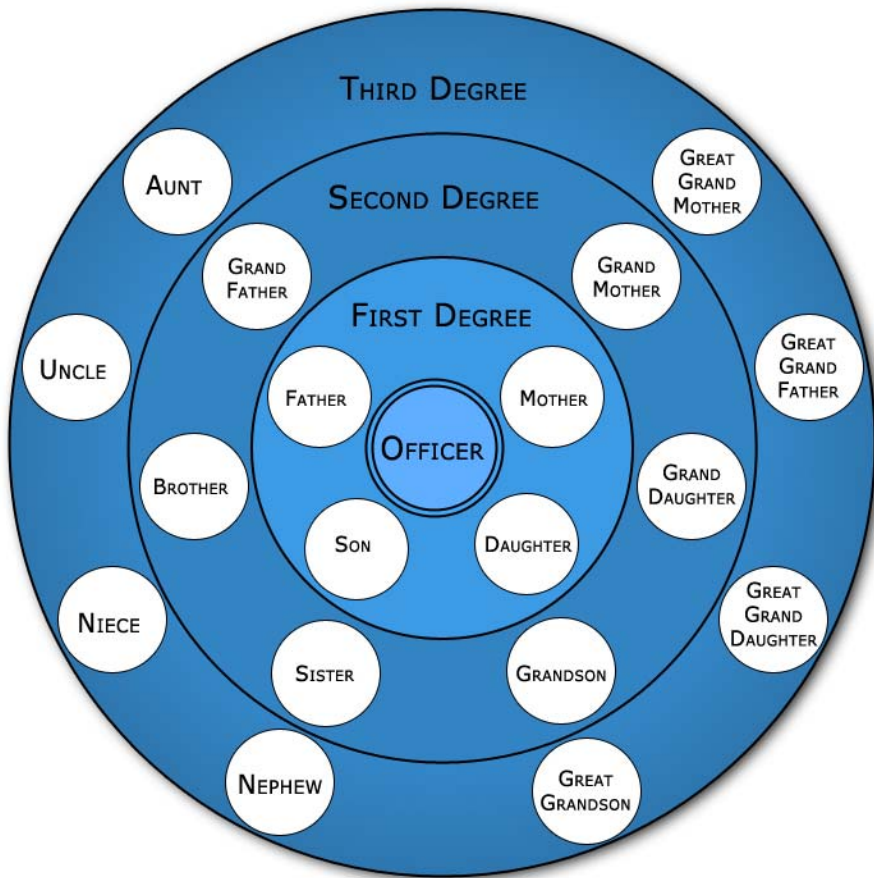 Third Degree
Aunt
Great
Grand
Mother
Second Degree
Grand
Father
Grand
Mother
First Degree
Uncle
Great
Grand
Father
Father
Mother
Officer
Brother
Grand
Daughter
Son
Daughter
Niece
Great
Grand
Daughter
Sister
Grandson
Nephew
Great
Grandson